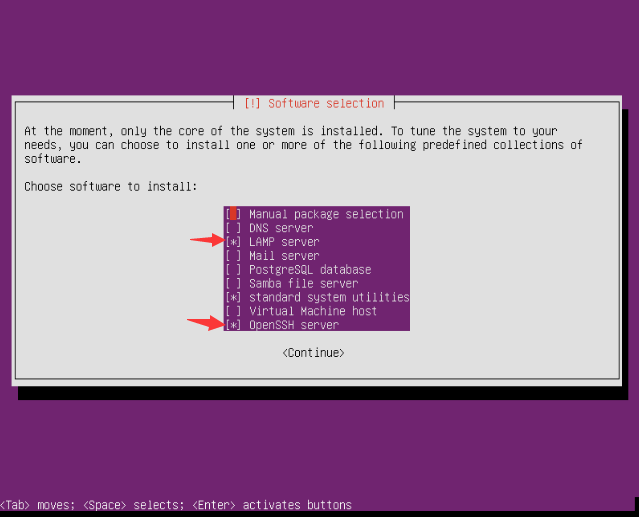 [!] Software selection
At the moment, only the core of the system is installed. To tune the system to your
needs, you can choose to install one or more of the following predefined collections of
software.
Choose software to install:
[ ] Manual package selection
[ ] DNS server
[*] LAMP server
[ ] Mail server
[ ] PostgreSQL database
[ ] Samba file server
[*] standard system utilities
[ ] Virtual Machine host
[*] OpenSSH server
<Continue>
<Tab> moves; <Space> selects; <Enter> activates buttons